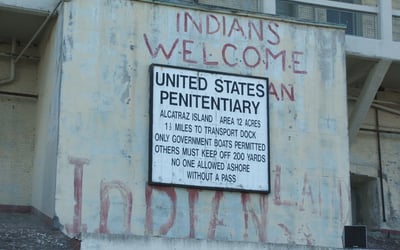 INDIANS
WELCOME
UNITED STATES
PENITENTIARY
ALCATRAZ ISLAND AREA 12 ACRES
1½ MILES TO TRANSPORT DOCK
ONLY GOVERNMENT BOATS PERMITTED
OTHERS MUST KEEP OFF 200 YARDS
NO ONE ALLOWED ASHORE
WITHOUT A PASS
INDIAN